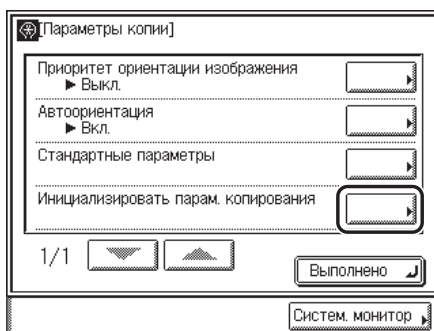 [Параметры копии]
Приоритет ориентации изображения
► Выкл.
Автоориентация
► Вкл.
Стандартные параметры
Инициализировать парам. копирования
1/1
Выполнено
Систем. монитор